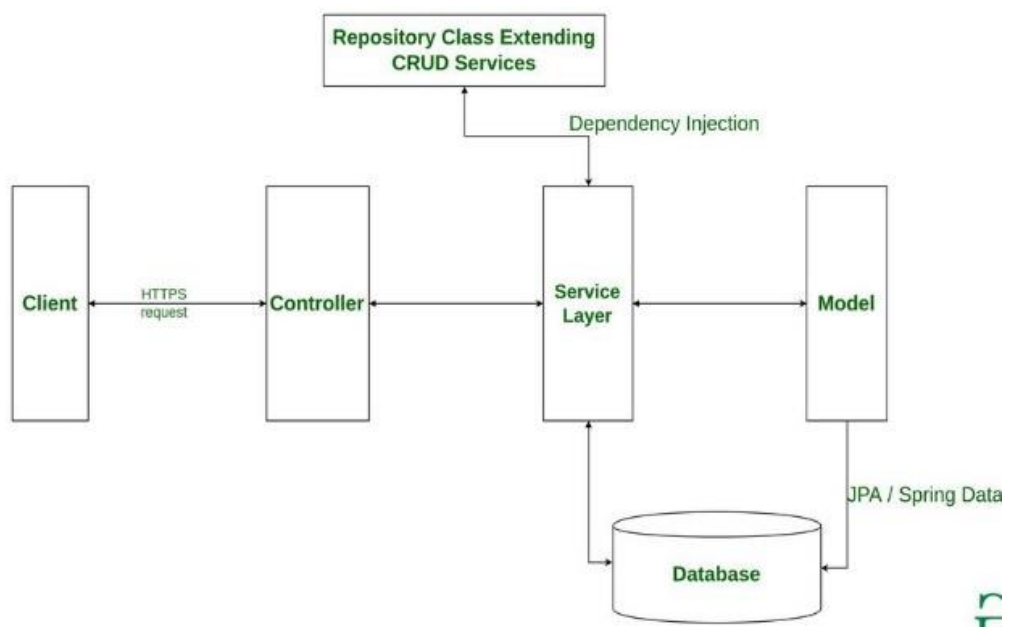 Repository Class Extending
CRUD Services
Dependency Injection
Client
HTTPS
request
Controller
Service
Layer
Model
JPA / Spring Data
Database